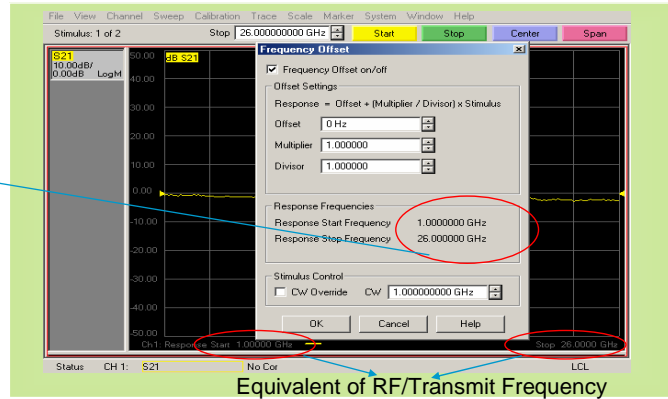 File View Channel Sweep Calibration Trace Scale Marker System Window Help
Stimulus: 1 of 2 Stop 26.000000000 GHz Start Stop Center Span
S21
10.00dB/
0.00dB LogM
50.00 dB S21
40.00
30.00
20.00
10.00
0.00
-10.00
-20.00
-30.00
-40.00
-50.00
Frequency Offset
Frequency Offset on/off
Offset Settings
Response = Offset + (Multiplier / Divisor) x Stimulus
Offset 0 Hz
Multiplier 1.000000
Divisor 1.000000
Response Frequencies
Response Start Frequency 1.0000000 GHz
Response Stop Frequency 26.000000 GHz
Stimulus Control
CW Override CW 1.000000000 GHz
OK Cancel Help
Ch1: Response Start 1.00000 GHz Stop 26.0000 GHz
Status CH 1: S21 No Cor LCL
Equivalent of RF/Transmit Frequency